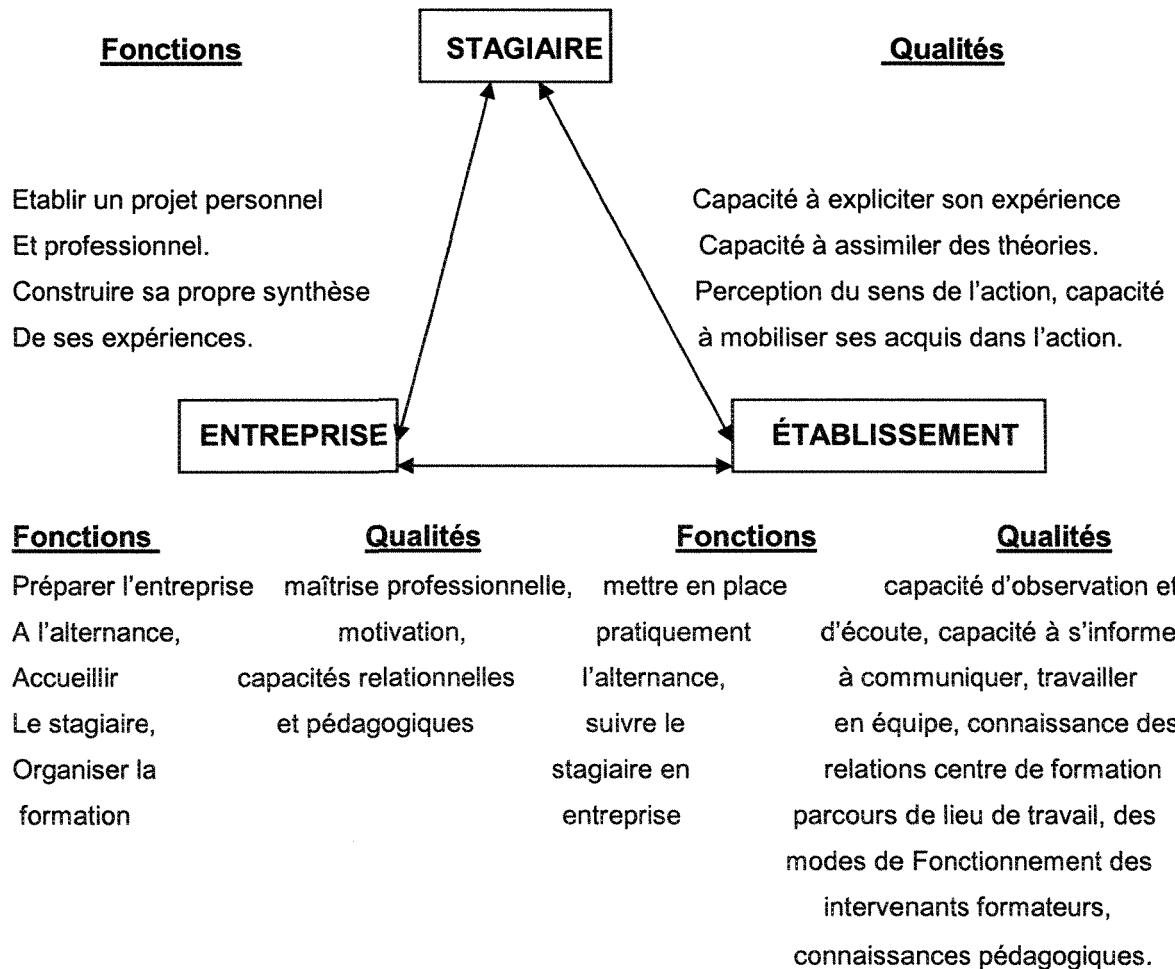 Fonctions STAGIAIRE Qualités
Etablir un projet personnel Capacité à expliciter son expérience
Et professionnel. Capacité à assimiler des théories.
Construire sa propre synthèse Perception du sens de l'action, capacité
De ses expériences. à mobiliser ses acquis dans l'action.
ENTREPRISE ÉTABLISSEMENT
Fonctions Qualités Fonctions Qualités
Préparer l'entreprise maîtrise professionnelle, mettre en place capacité d'observation et
A l'alternance, motivation, pratiquement d'écoute, capacité à s'informe
Accueillir capacités relationnelles l'alternance, à communiquer, travailler
Le stagiaire, et pédagogiques suivre le en équipe, connaissance des
Organiser la stagiaire en relations centre de formation
formation entreprise parcours de lieu de travail, des
modes de Fonctionnement des
intervenants formateurs,
connaissances pédagogiques.